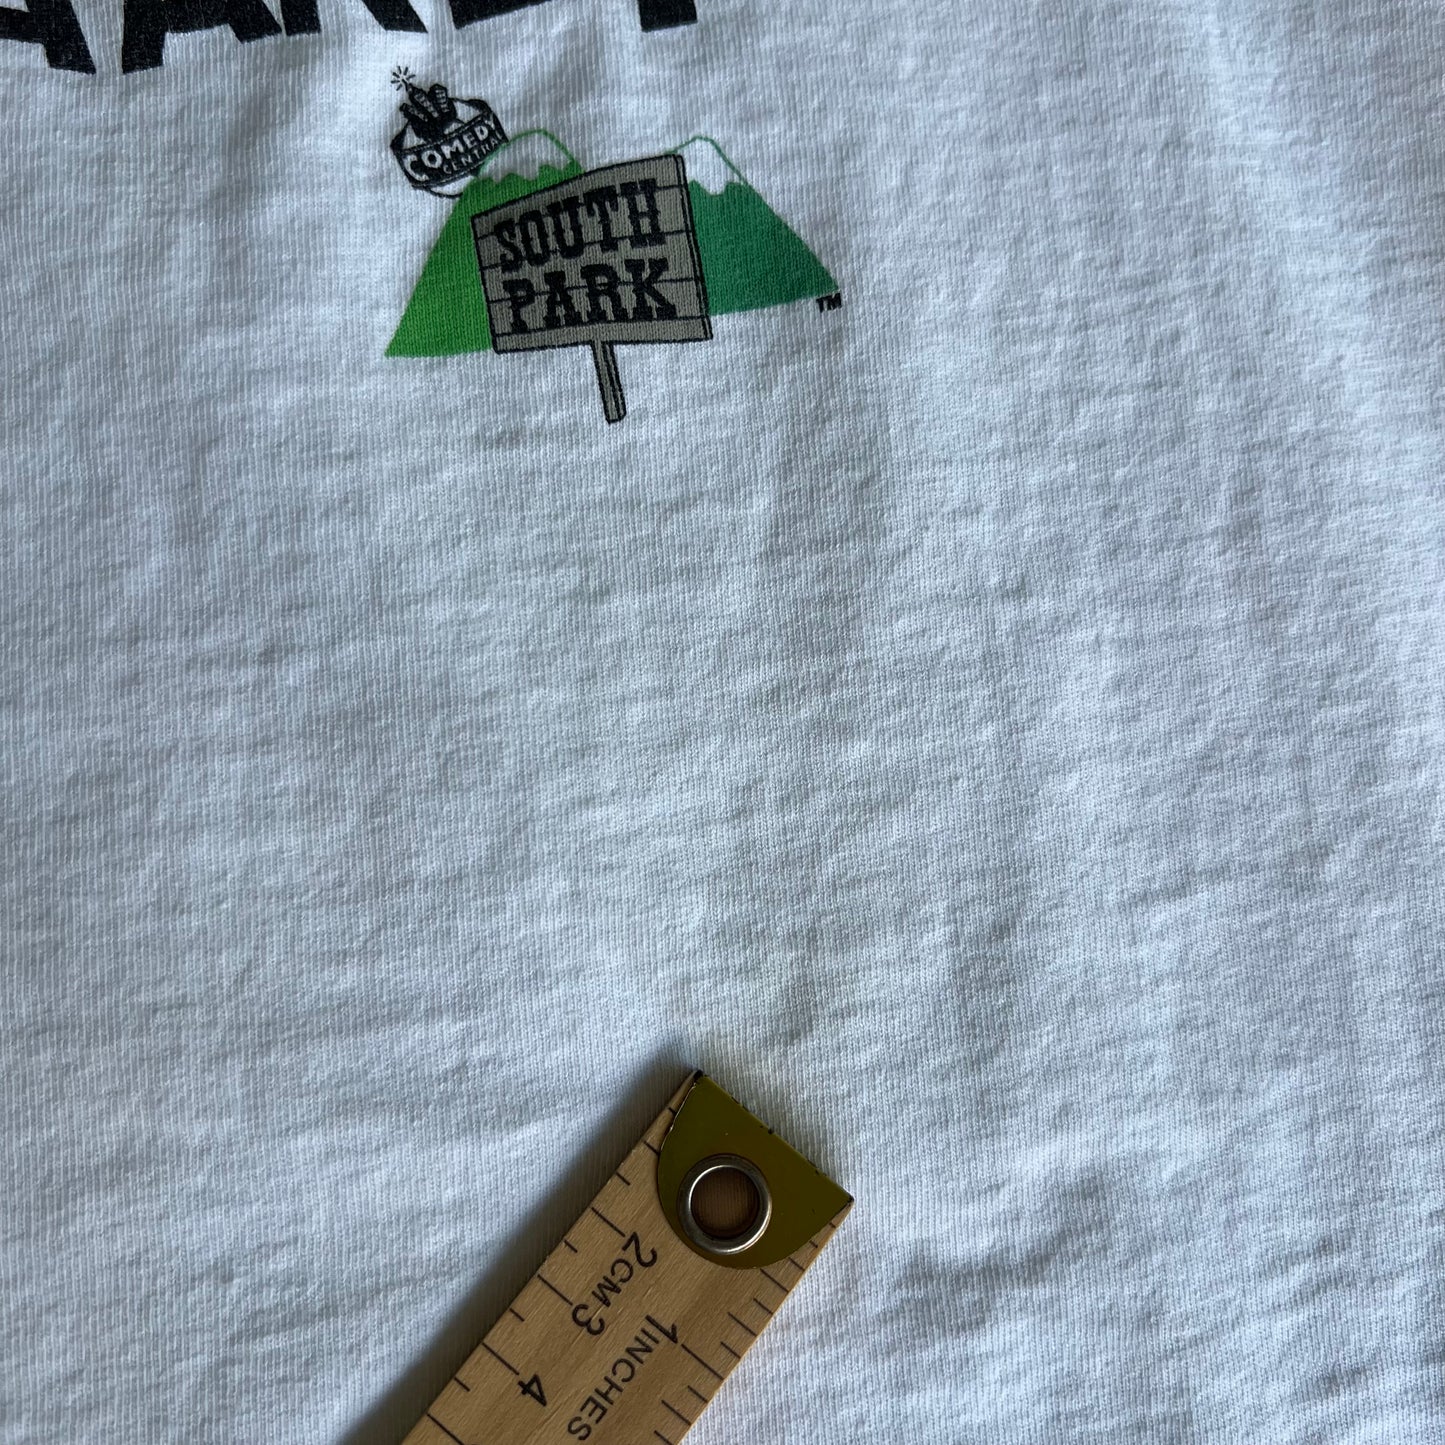 COMEDY
CENTRAL
SOUTH
PARK
TM
2
CM 3
4
1
INCHES